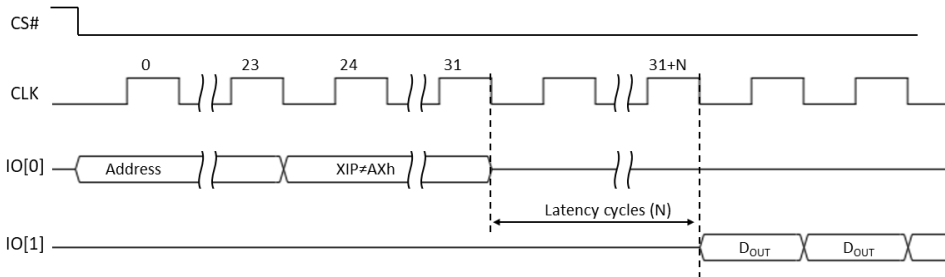 CS#
0 23 24 31 31+N
CLK
IO[0] Address XIP≠AXh
Latency cycles (N)
IO[1] DOUT DOUT